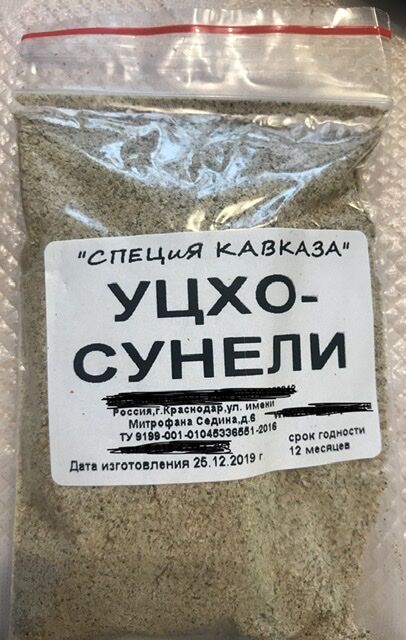 "СПЕЦИЯ КАВКАЗА"
УЦХО-
СУНЕЛИ
Россия,г.Краснодар,ул. имени
Митрофана Седина,д.6
ТУ 9199-001-01045336551-2016
срок годности
12 месяцев
Дата изготовления 25.12.2019 г